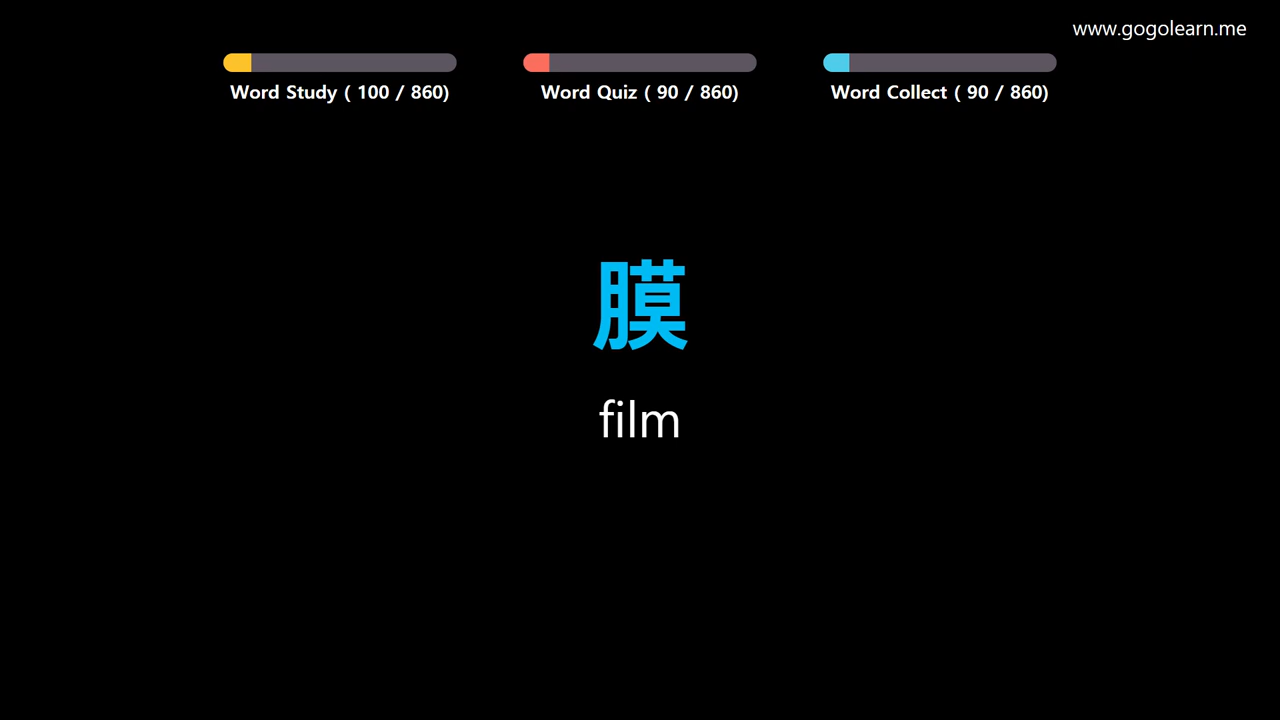 www.gogolearn.me
Word Study ( 100 / 860)
Word Quiz ( 90 / 860)
Word Collect ( 90 / 860)
膜
film